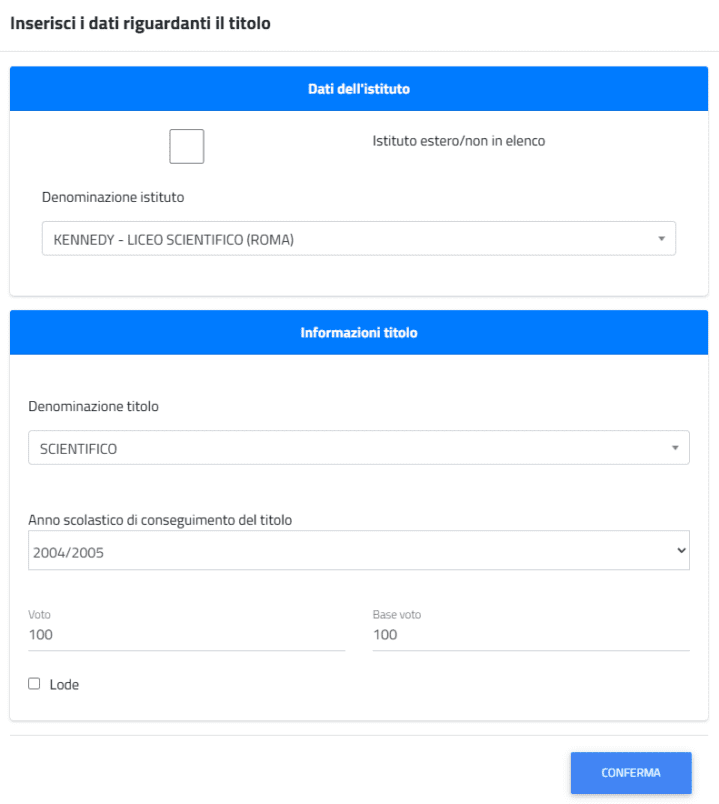 Inserisci i dati riguardanti il titolo
Dati dell'istituto
Istituto estero/non in elenco
Denominazione istituto
KENNEDY - LICEO SCIENTIFICO (ROMA)
Informazioni titolo
Denominazione titolo
SCIENTIFICO
Anno scolastico di conseguimento del titolo
2004/2005
Voto
100
Base voto
100
Lode
CONFERMA